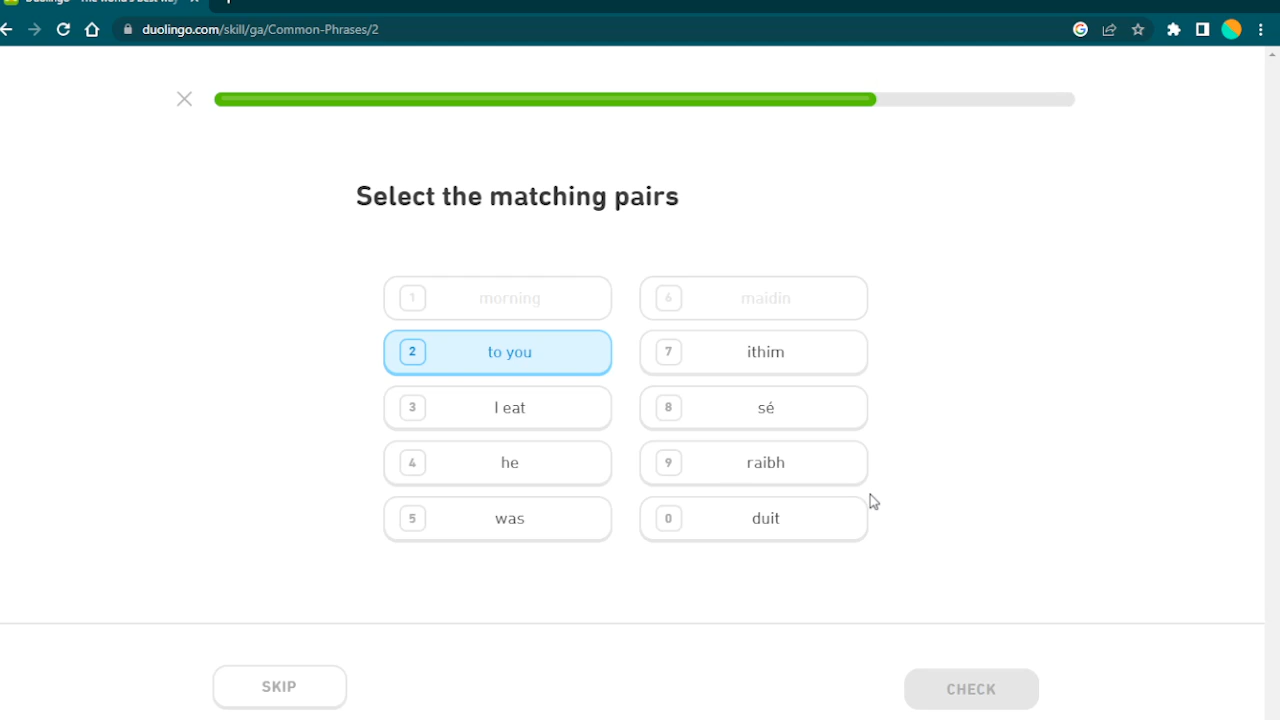 duolingo.com/skill/ga/Common-Phrases/2
Select the matching pairs
1 morning
6 maidin
2 to you
7 ithim
3 I eat
8 sé
4 he
9 raibh
5 was
0 duit
SKIP
CHECK